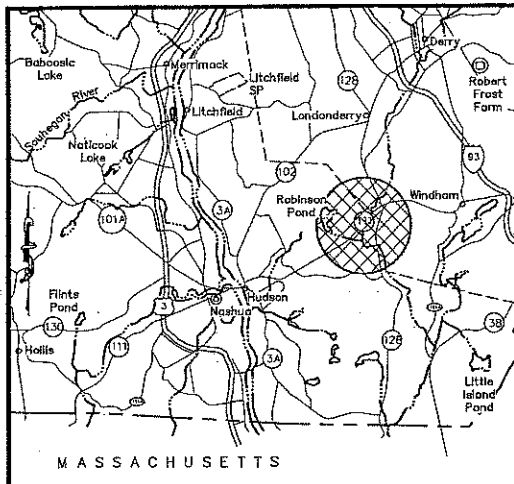 Baboosic
Lake
Merrimack
Derry
Litchfield
SP
128
Robert
Frost
Farm
Souhegan River
Litchfield
Londonderry
Naticook
Lake
93
102
Robinson
Pond
Windham
101A
3A
111
Flints
Pond
3
Hudson
Nashua
130
111
Hollis
3A
128
38
Little
Island
Pond
MASSACHUSETTS